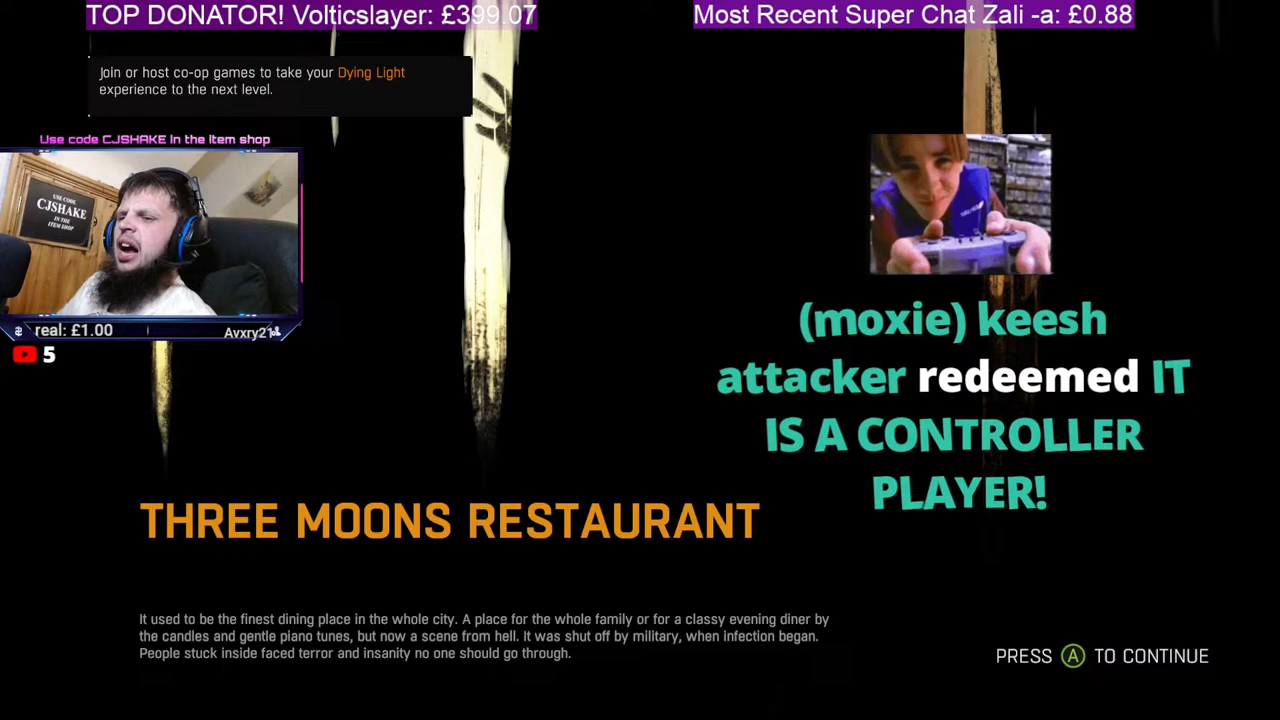 TOP DONATOR! Volticslayer: £399.07
Most Recent Super Chat Zali -a: £0.88
Join or host co-op games to take your Dying Light
experience to the next level.
Use code CJSHAKE in the item shop
USE CODE
CJSHAKE
IN THE
ITEM SHOP
real: £1.00
Avxry21
5
(moxie) keesh
attacker redeemed IT
IS A CONTROLLER
PLAYER!
THREE MOONS RESTAURANT
It used to be the finest dining place in the whole city. A place for the whole family or for a classy evening diner by
the candles and gentle piano tunes, but now a scene from hell. It was shut off by military, when infection began.
People stuck inside faced terror and insanity no one should go through.
PRESS A TO CONTINUE